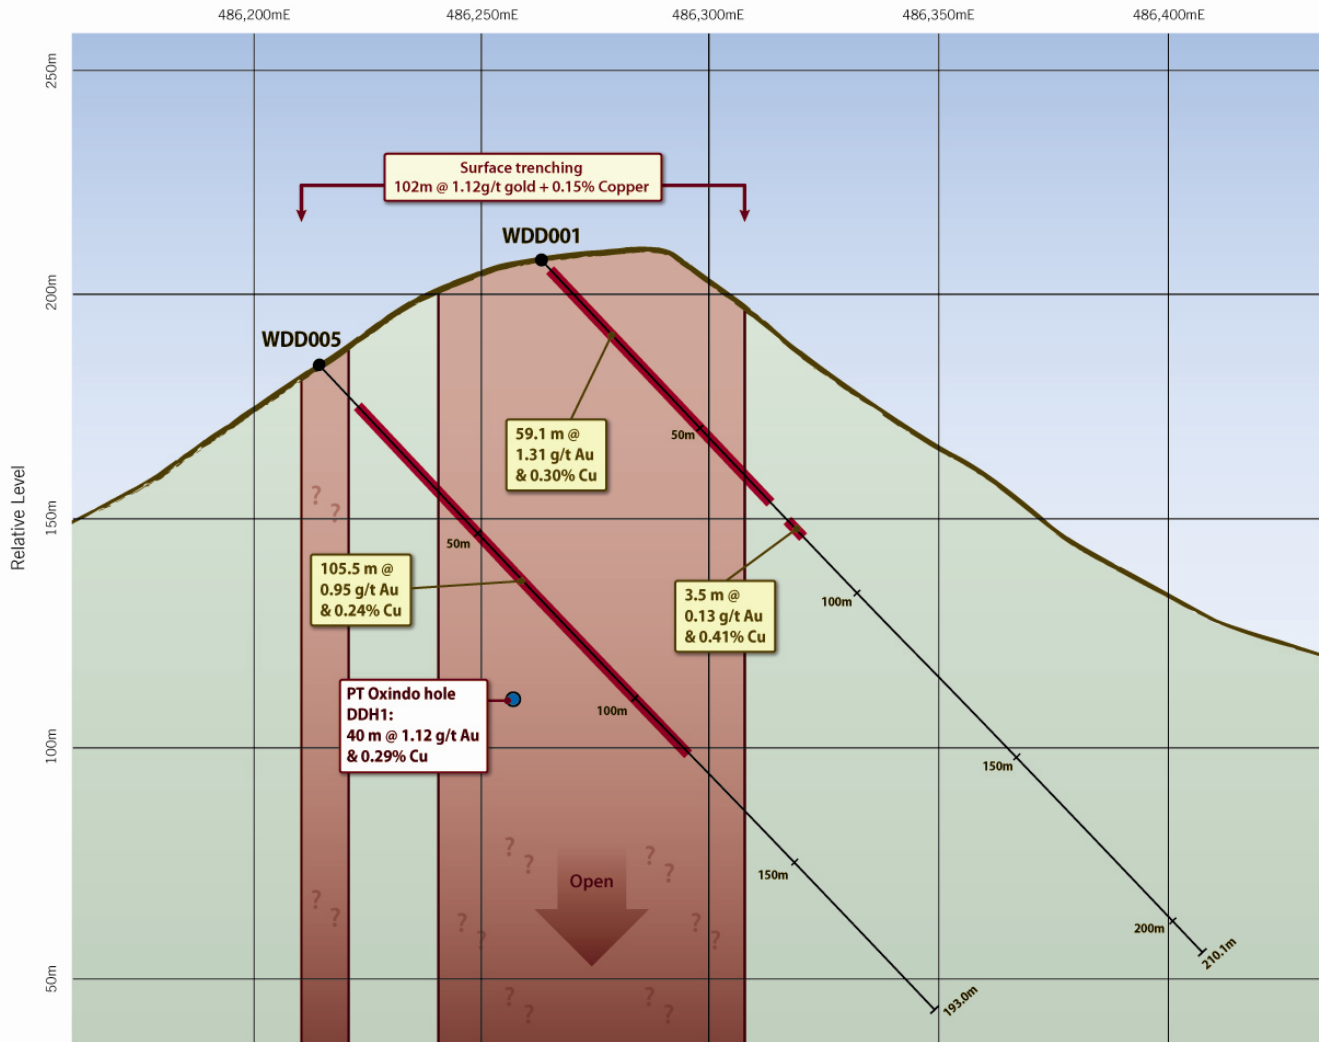 486,200mE
486,250mE
486,300mE
486,350mE
486,400mE
250m
Surface trenching
102m @ 1.12g/t gold + 0.15% Copper
WDD001
200m
WDD005
59.1 m @
1.31 g/t Au
& 0.30% Cu
50m
Relative Level
150m
? ?
50m
105.5 m @
0.95 g/t Au
& 0.24% Cu
3.5 m @
0.13 g/t Au
& 0.41% Cu
100m
PT Oxindo hole
DDH1:
40 m @ 1.12 g/t Au
& 0.29% Cu
100m
100m
150m
? ?
? ?
150m
Open
? ?
? ?
? ?
200m
210.1m
50m
? ?
? ?
193.0m